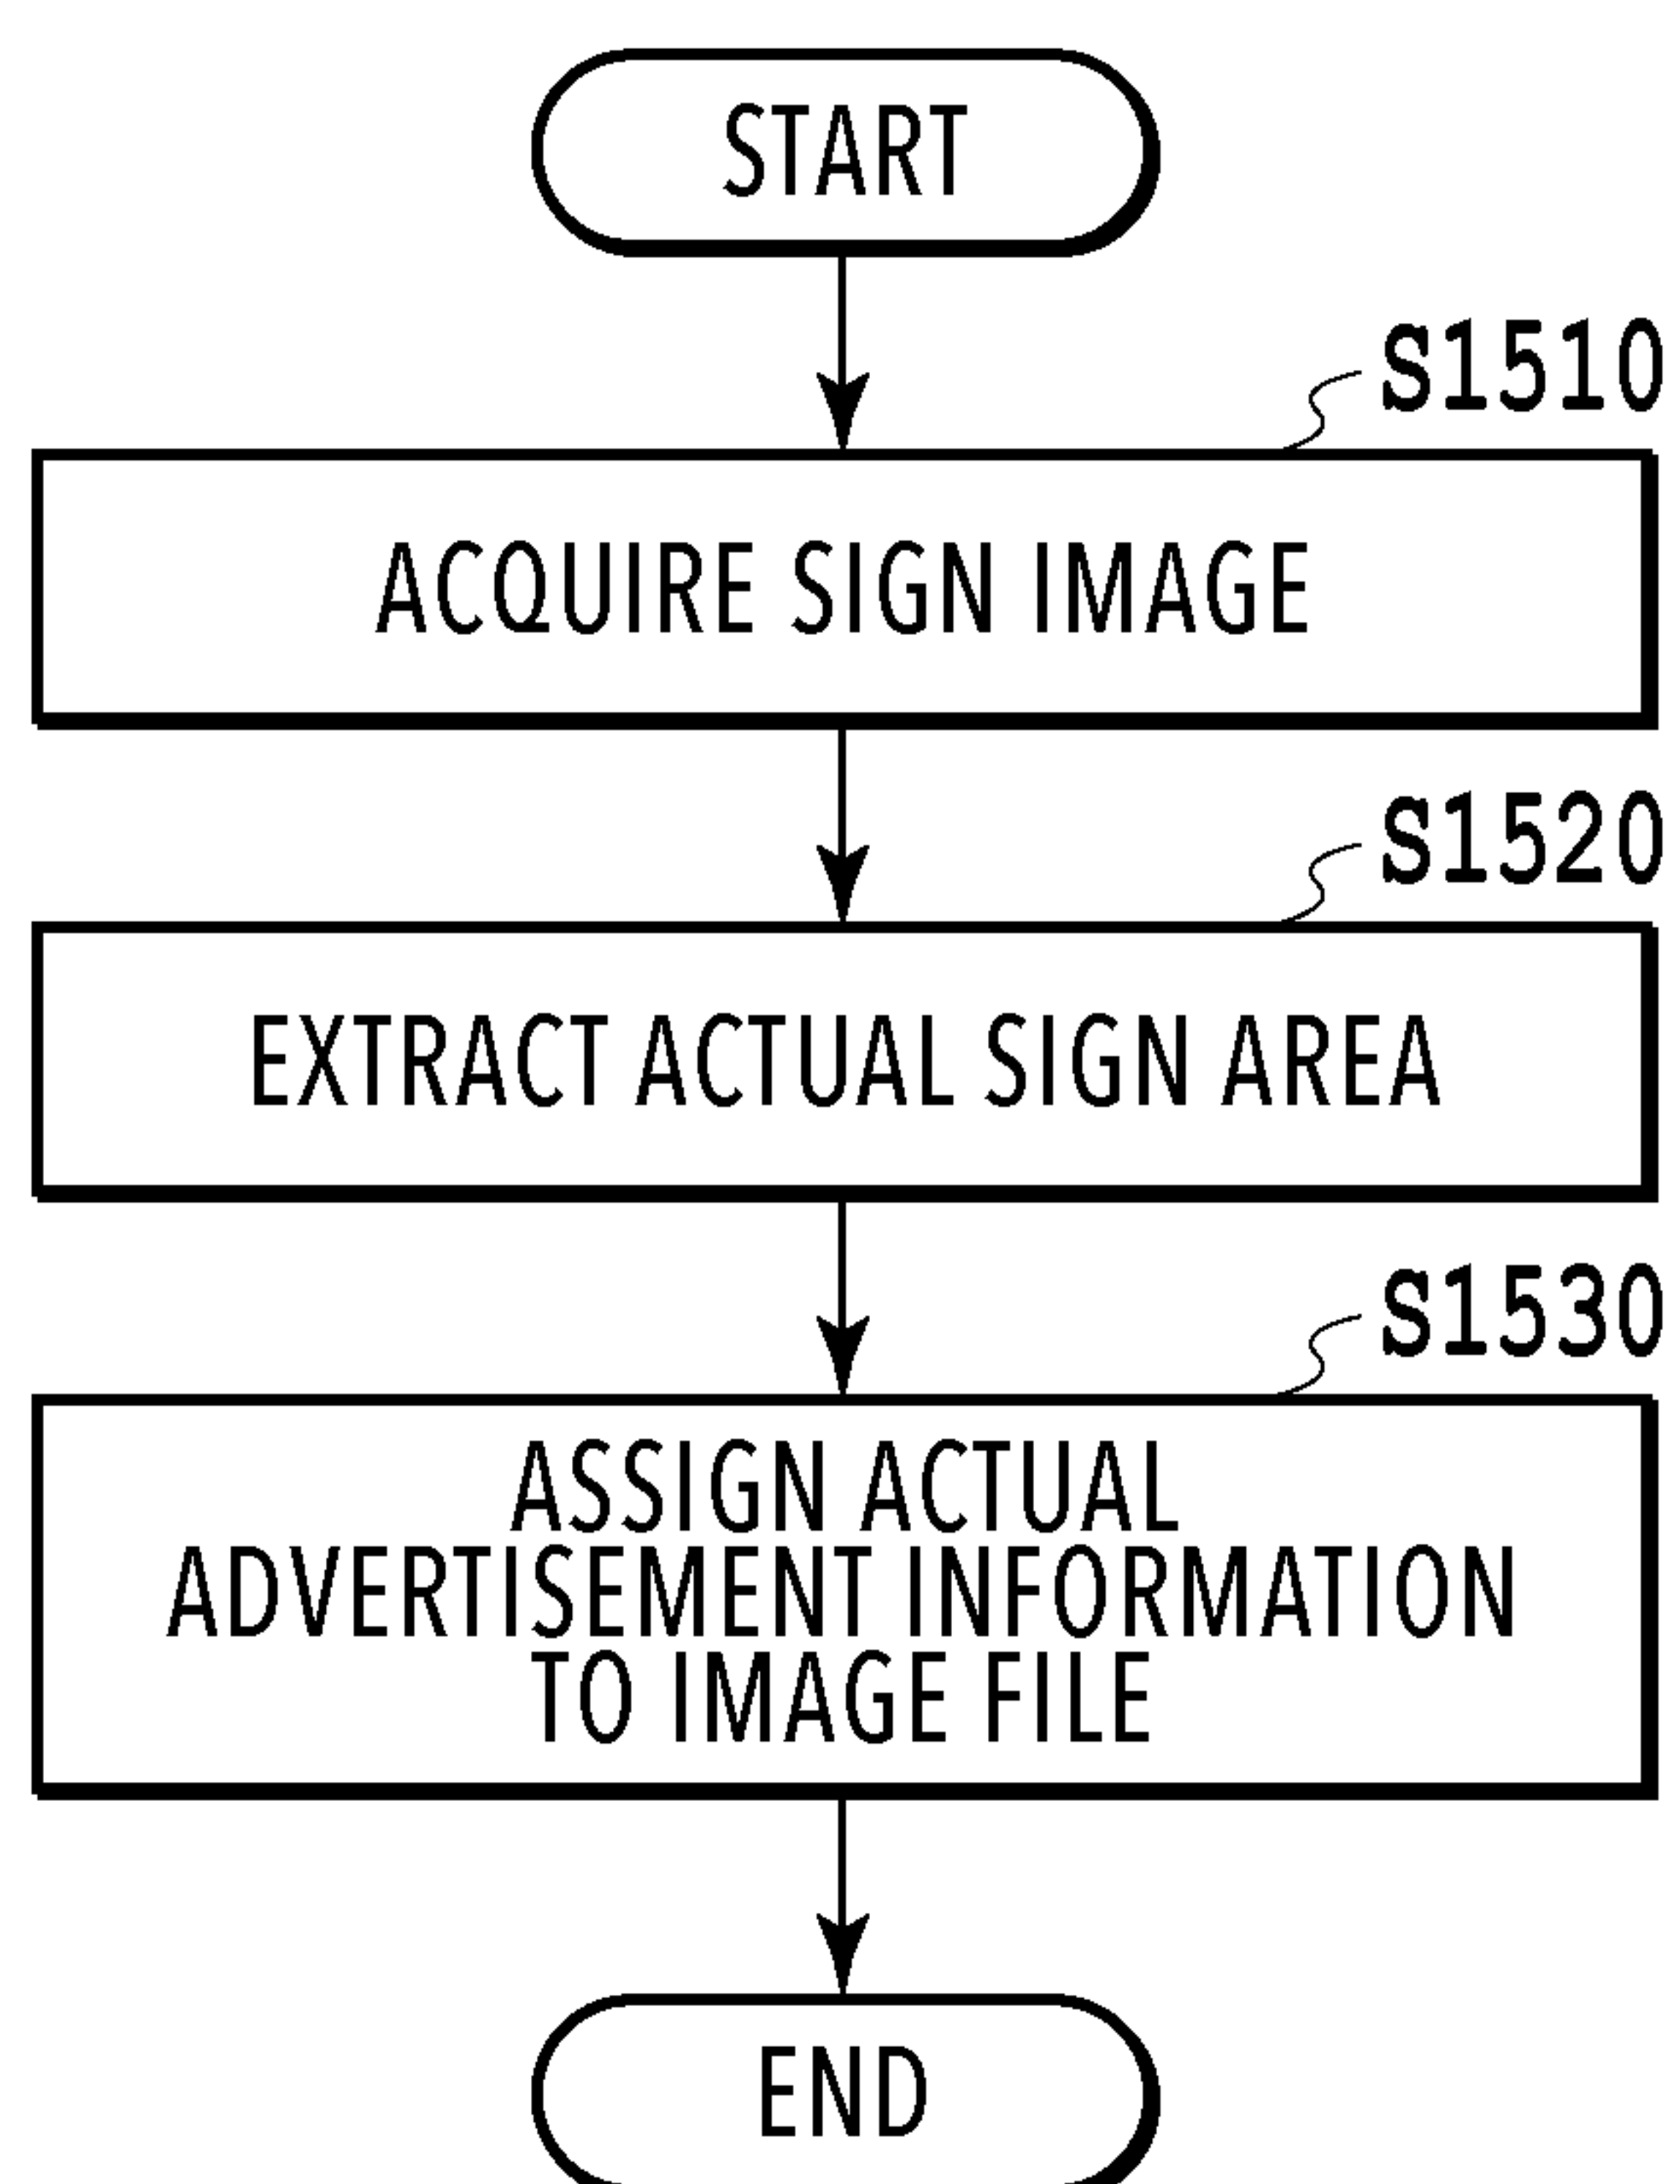 START
S1510
ACQUIRE SIGN IMAGE
S1520
EXTRACT ACTUAL SIGN AREA
S1530
ASSIGN ACTUAL
ADVERTISEMENT INFORMATION
TO IMAGE FILE
END